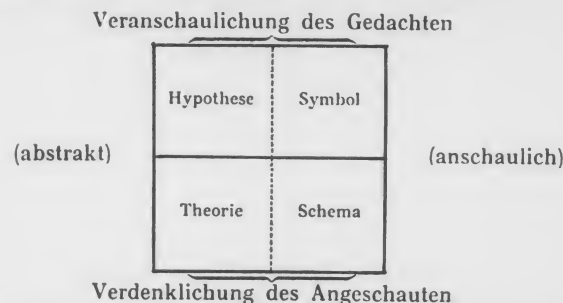 Veranschaulichung des Gedachten
Hypothese Symbol
(abstrakt) (anschaulich)
Theorie Schema
Verdenklichung des Angeschauten